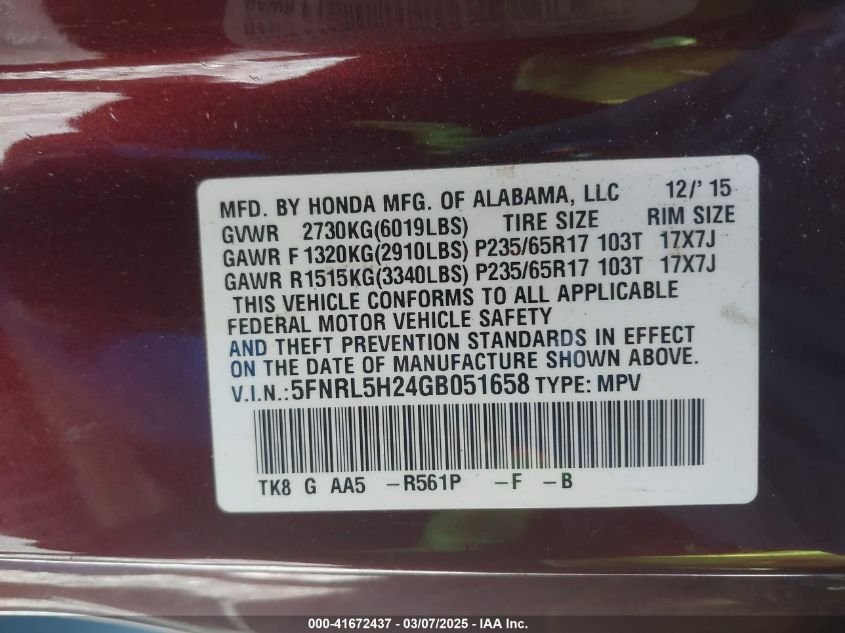 MFD. BY HONDA MFG. OF ALABAMA, LLC 12/' 15
GVWR 2730KG(6019LBS) TIRE SIZE RIM SIZE
GAWR F 1320KG(2910LBS) P235/65R17 103T 17X7J
GAWR R1515KG(3340LBS) P235/65R17 103T 17X7J
THIS VEHICLE CONFORMS TO ALL APPLICABLE
FEDERAL MOTOR VEHICLE SAFETY
AND THEFT PREVENTION STANDARDS IN EFFECT
ON THE DATE OF MANUFACTURE SHOWN ABOVE.
V.I.N.:5FNRL5H24GB051658 TYPE: MPV
TK8 G AA5 -R561P -F -B
000-41672437 - 03/07/2025 - IAA Inc.